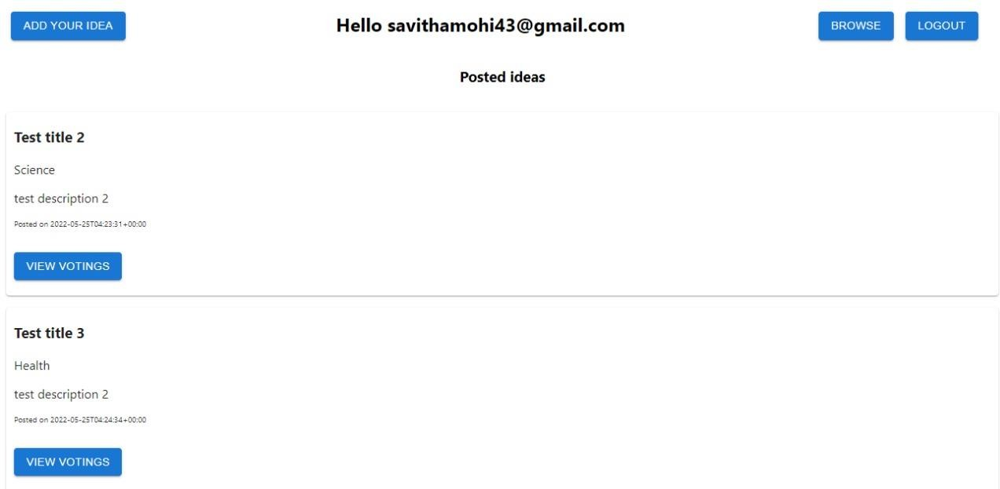 ADD YOUR IDEA
Hello savithamohi43@gmail.com
BROWSE
LOGOUT
Posted ideas
Test title 2
Science
test description 2
Posted on 2022-05-25T04:23:31+00:00
VIEW VOTINGS
Test title 3
Health
test description 2
Posted on 2022-05-25T04:24:34+00:00
VIEW VOTINGS